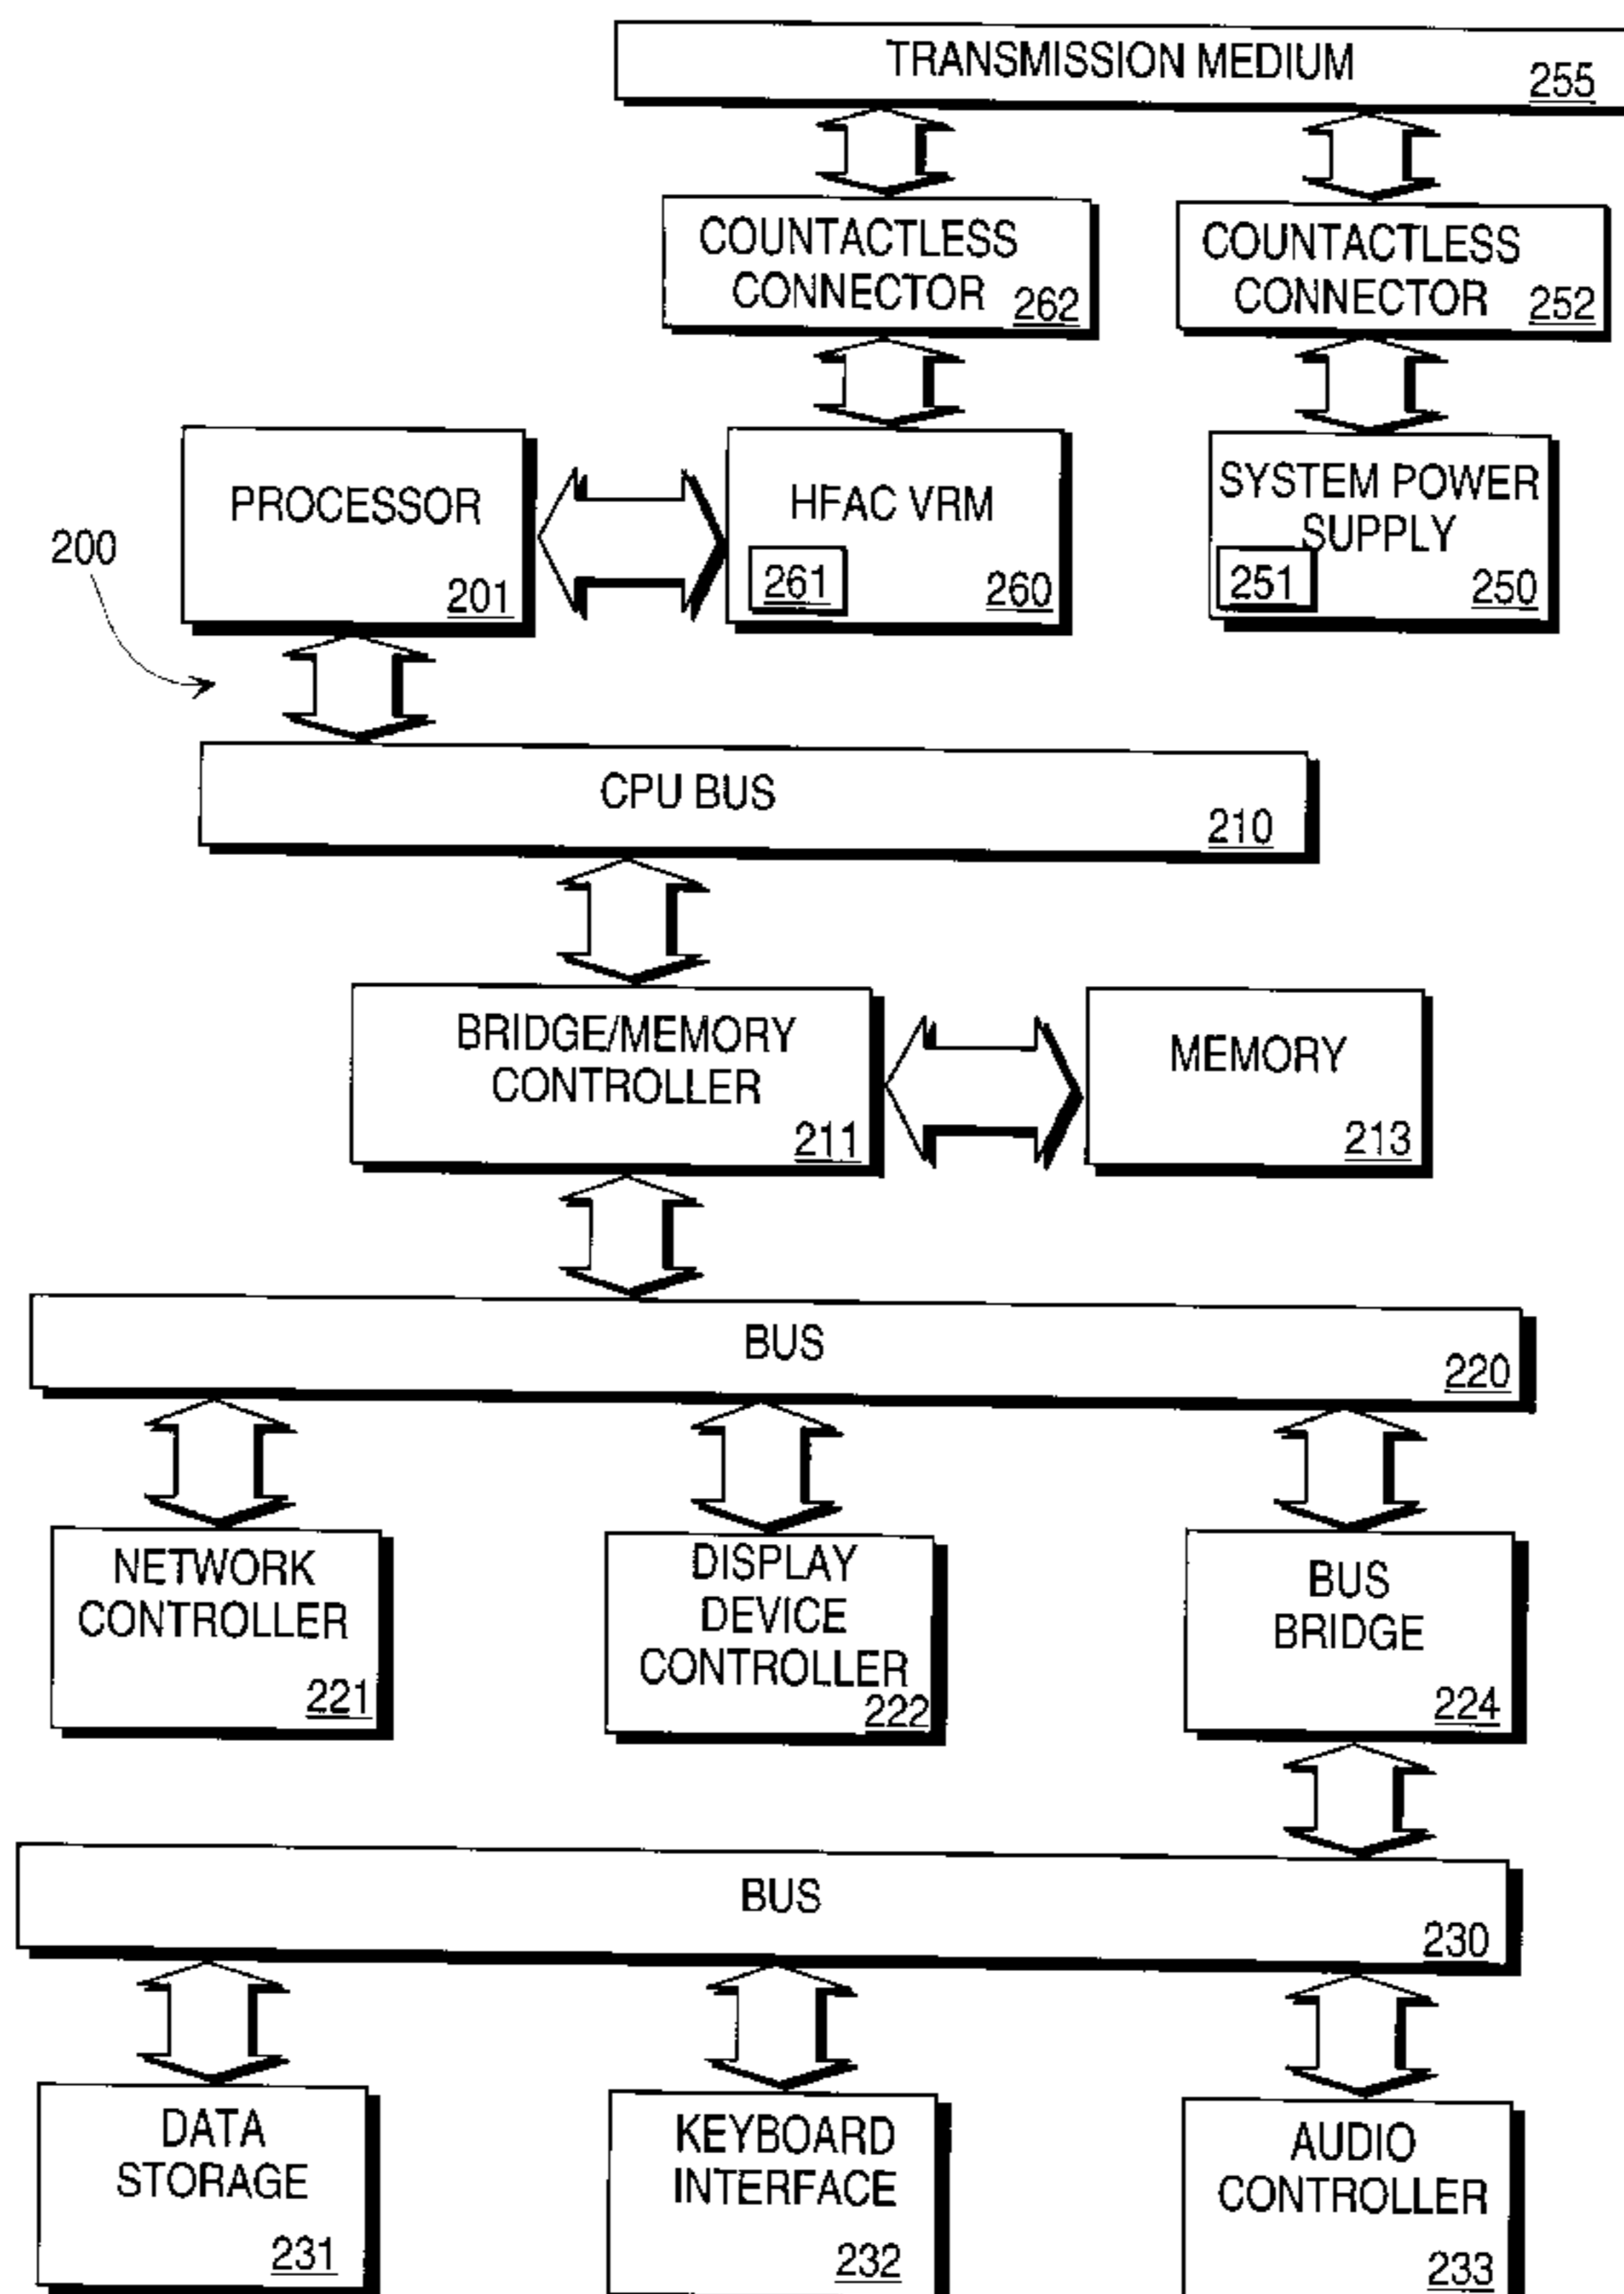 TRANSMISSION MEDIUM 255
COUNTACTLESS
CONNECTOR 262
COUNTACTLESS
CONNECTOR 252
PROCESSOR
201
HFAC VRM
261 260
SYSTEM POWER
SUPPLY
251 250
200
CPU BUS
210
BRIDGE/MEMORY
CONTROLLER
211
MEMORY
213
BUS
220
NETWORK
CONTROLLER
221
DISPLAY
DEVICE
CONTROLLER
222
BUS
BRIDGE
224
BUS
230
DATA
STORAGE
231
KEYBOARD
INTERFACE
232
AUDIO
CONTROLLER
233